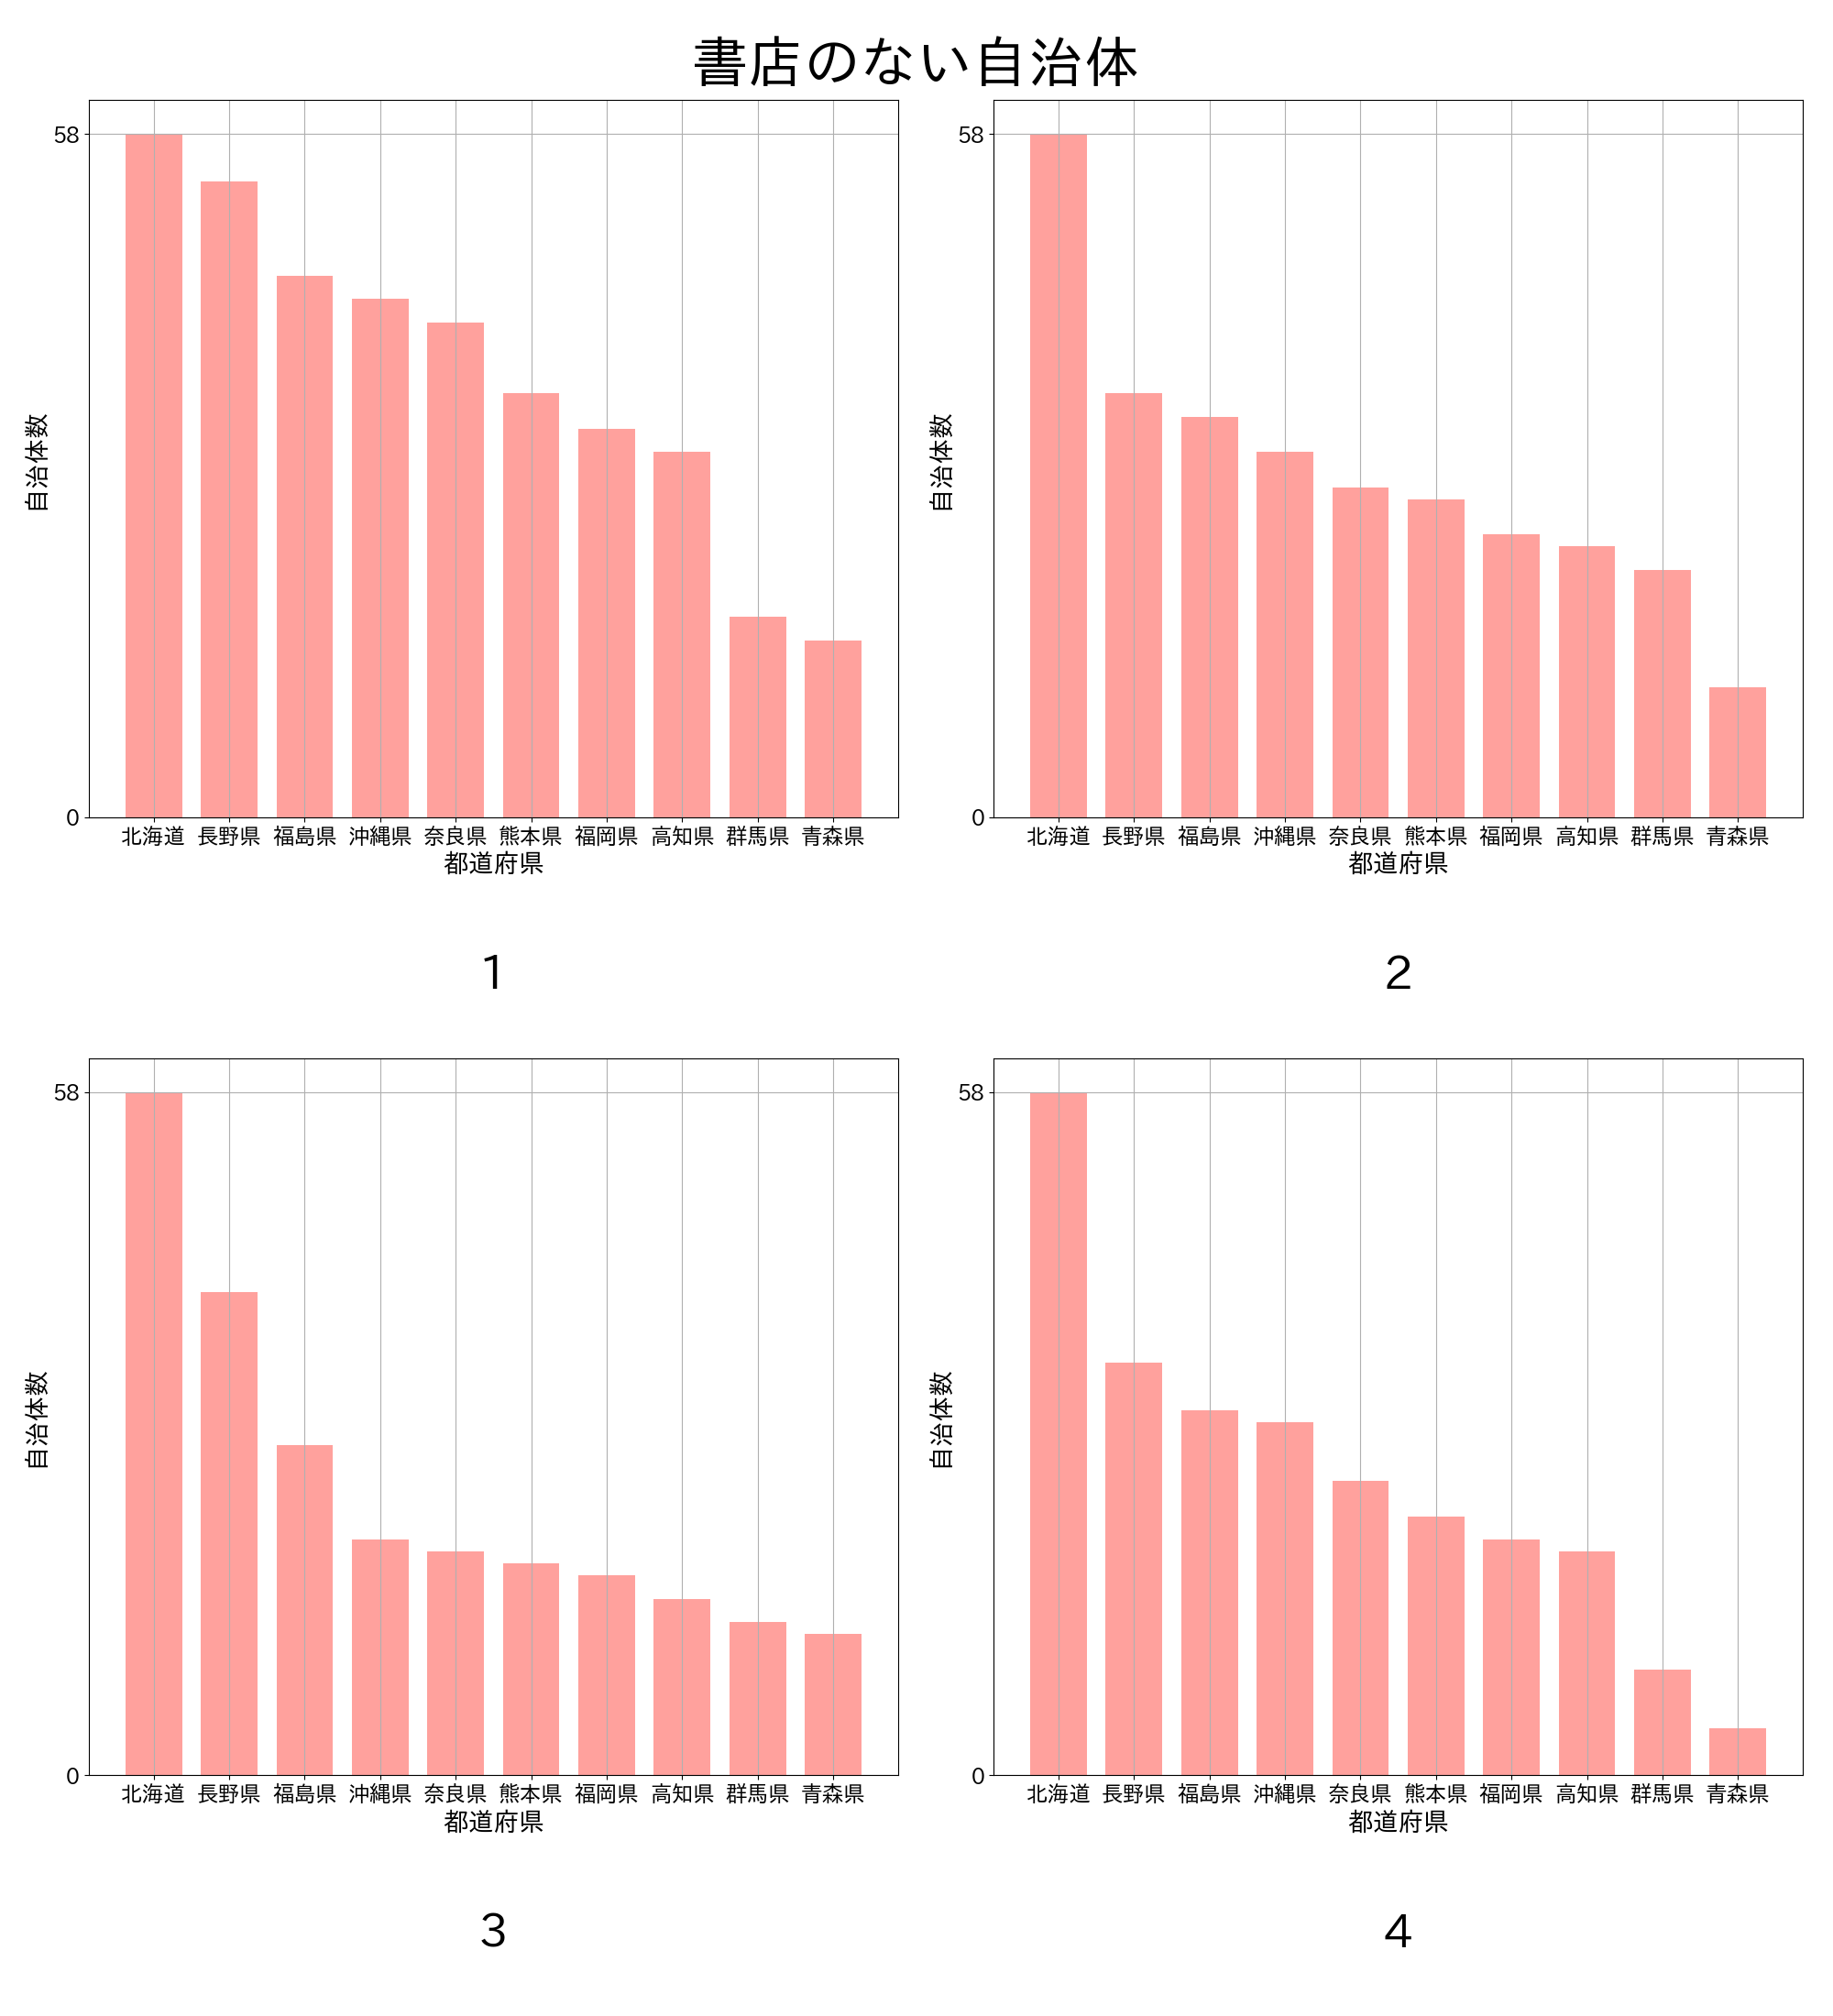 書店のない自治体
58
0
自治体数
北海道 長野県 福島県 沖縄県 奈良県 熊本県 福岡県 高知県 群馬県 青森県
都道府県
1
58
0
自治体数
北海道 長野県 福島県 沖縄県 奈良県 熊本県 福岡県 高知県 群馬県 青森県
都道府県
2
58
0
自治体数
北海道 長野県 福島県 沖縄県 奈良県 熊本県 福岡県 高知県 群馬県 青森県
都道府県
3
58
0
自治体数
北海道 長野県 福島県 沖縄県 奈良県 熊本県 福岡県 高知県 群馬県 青森県
都道府県
4